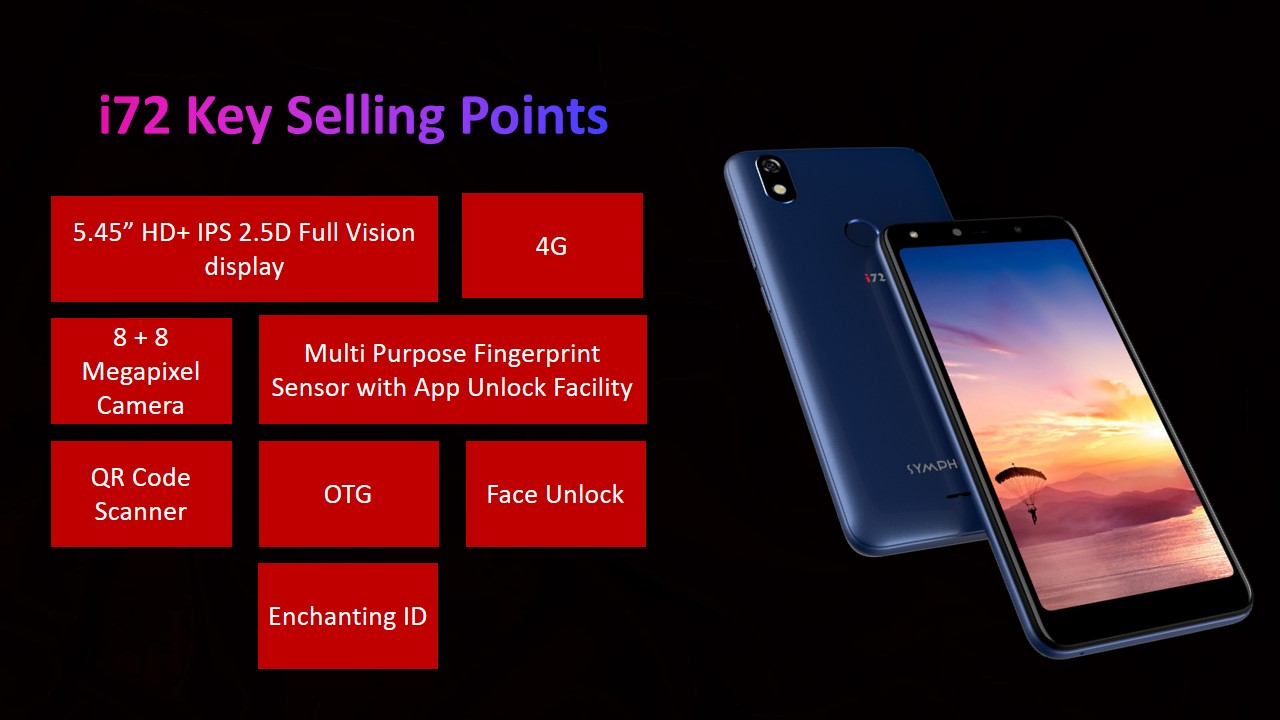 i72 Key Selling Points
5.45” HD+ IPS 2.5D Full Vision
display
4G
8 + 8
Megapixel
Camera
Multi Purpose Fingerprint
Sensor with App Unlock Facility
QR Code
Scanner
OTG
Face Unlock
Enchanting ID
i72
SYMPH